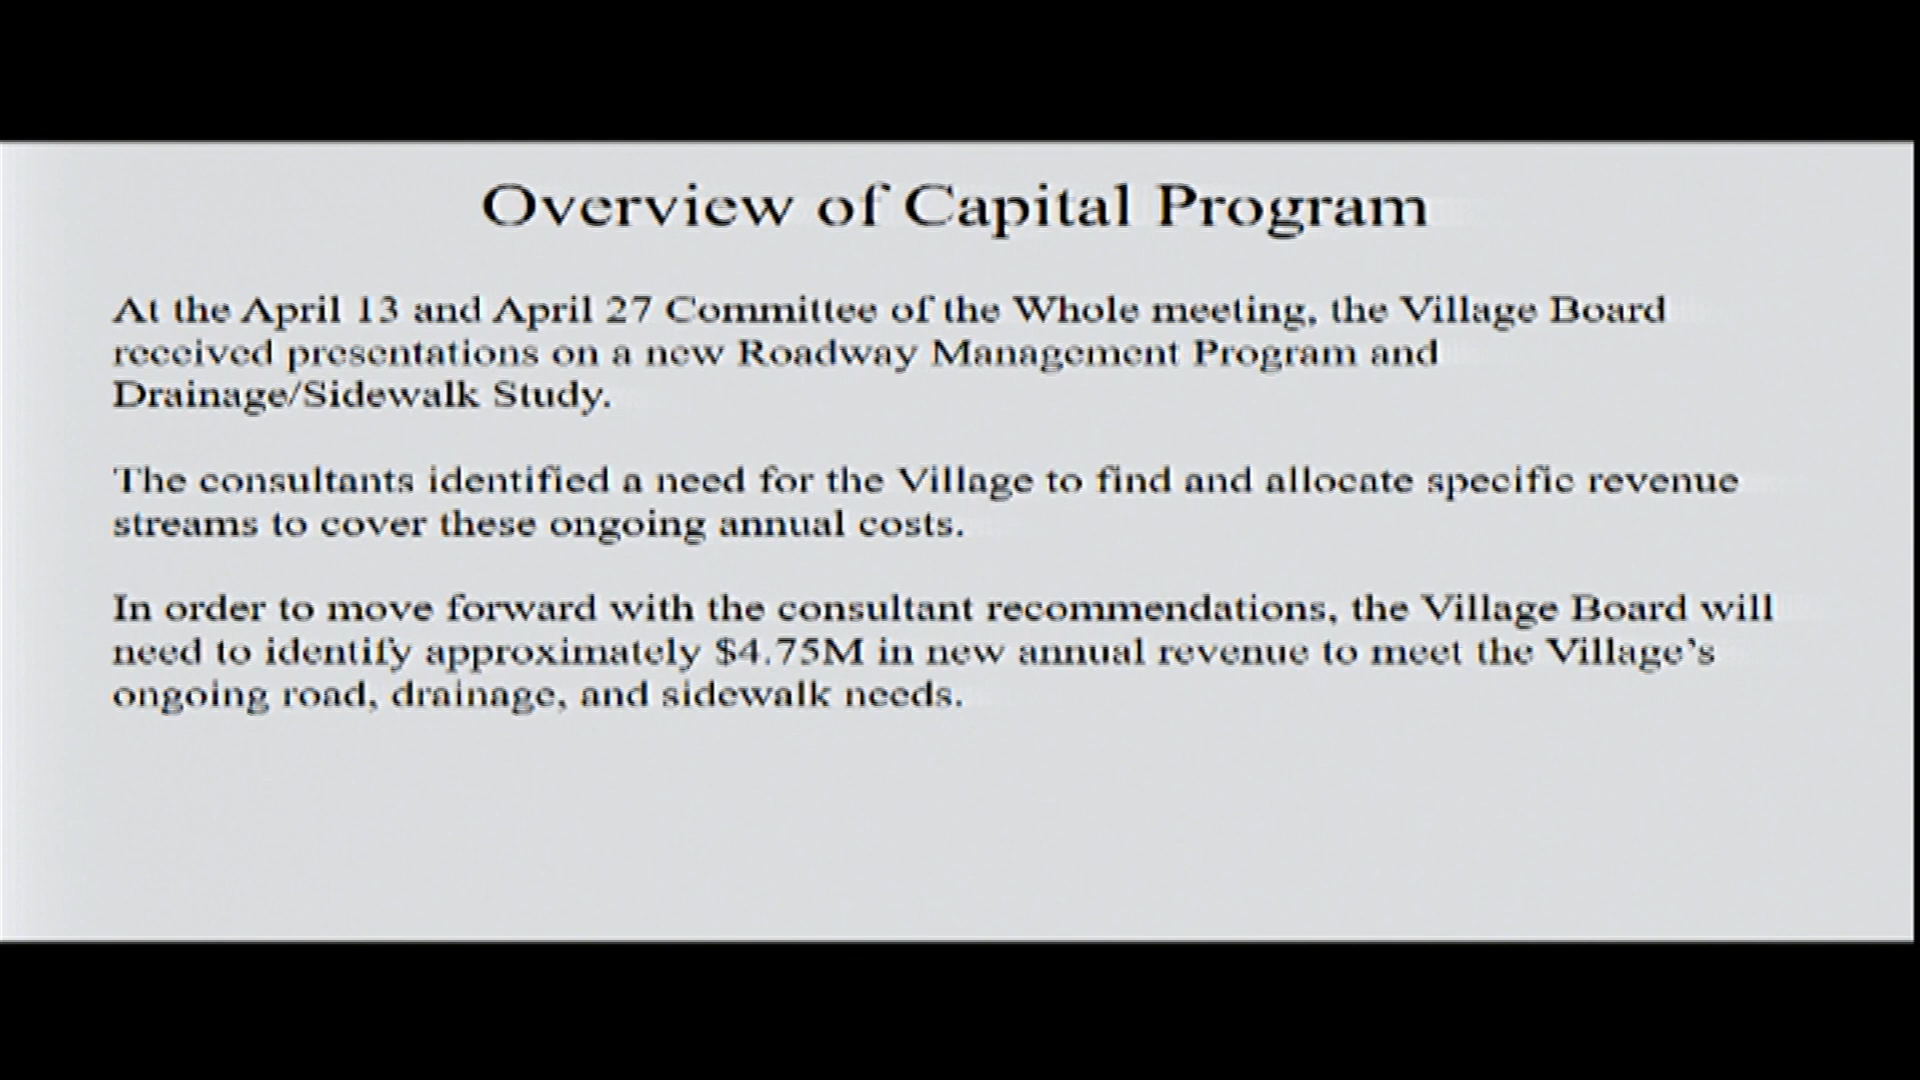 Overview of Capital Program
At the April 13 and April 27 Committee of the Whole meeting, the Village Board
received presentations on a new Roadway Management Program and
Drainage/Sidewalk Study.
The consultants identified a need for the Village to find and allocate specific revenue
streams to cover these ongoing annual costs.
In order to move forward with the consultant recommendations, the Village Board will
need to identify approximately $4.75M in new annual revenue to meet the Village’s
ongoing road, drainage, and sidewalk needs.